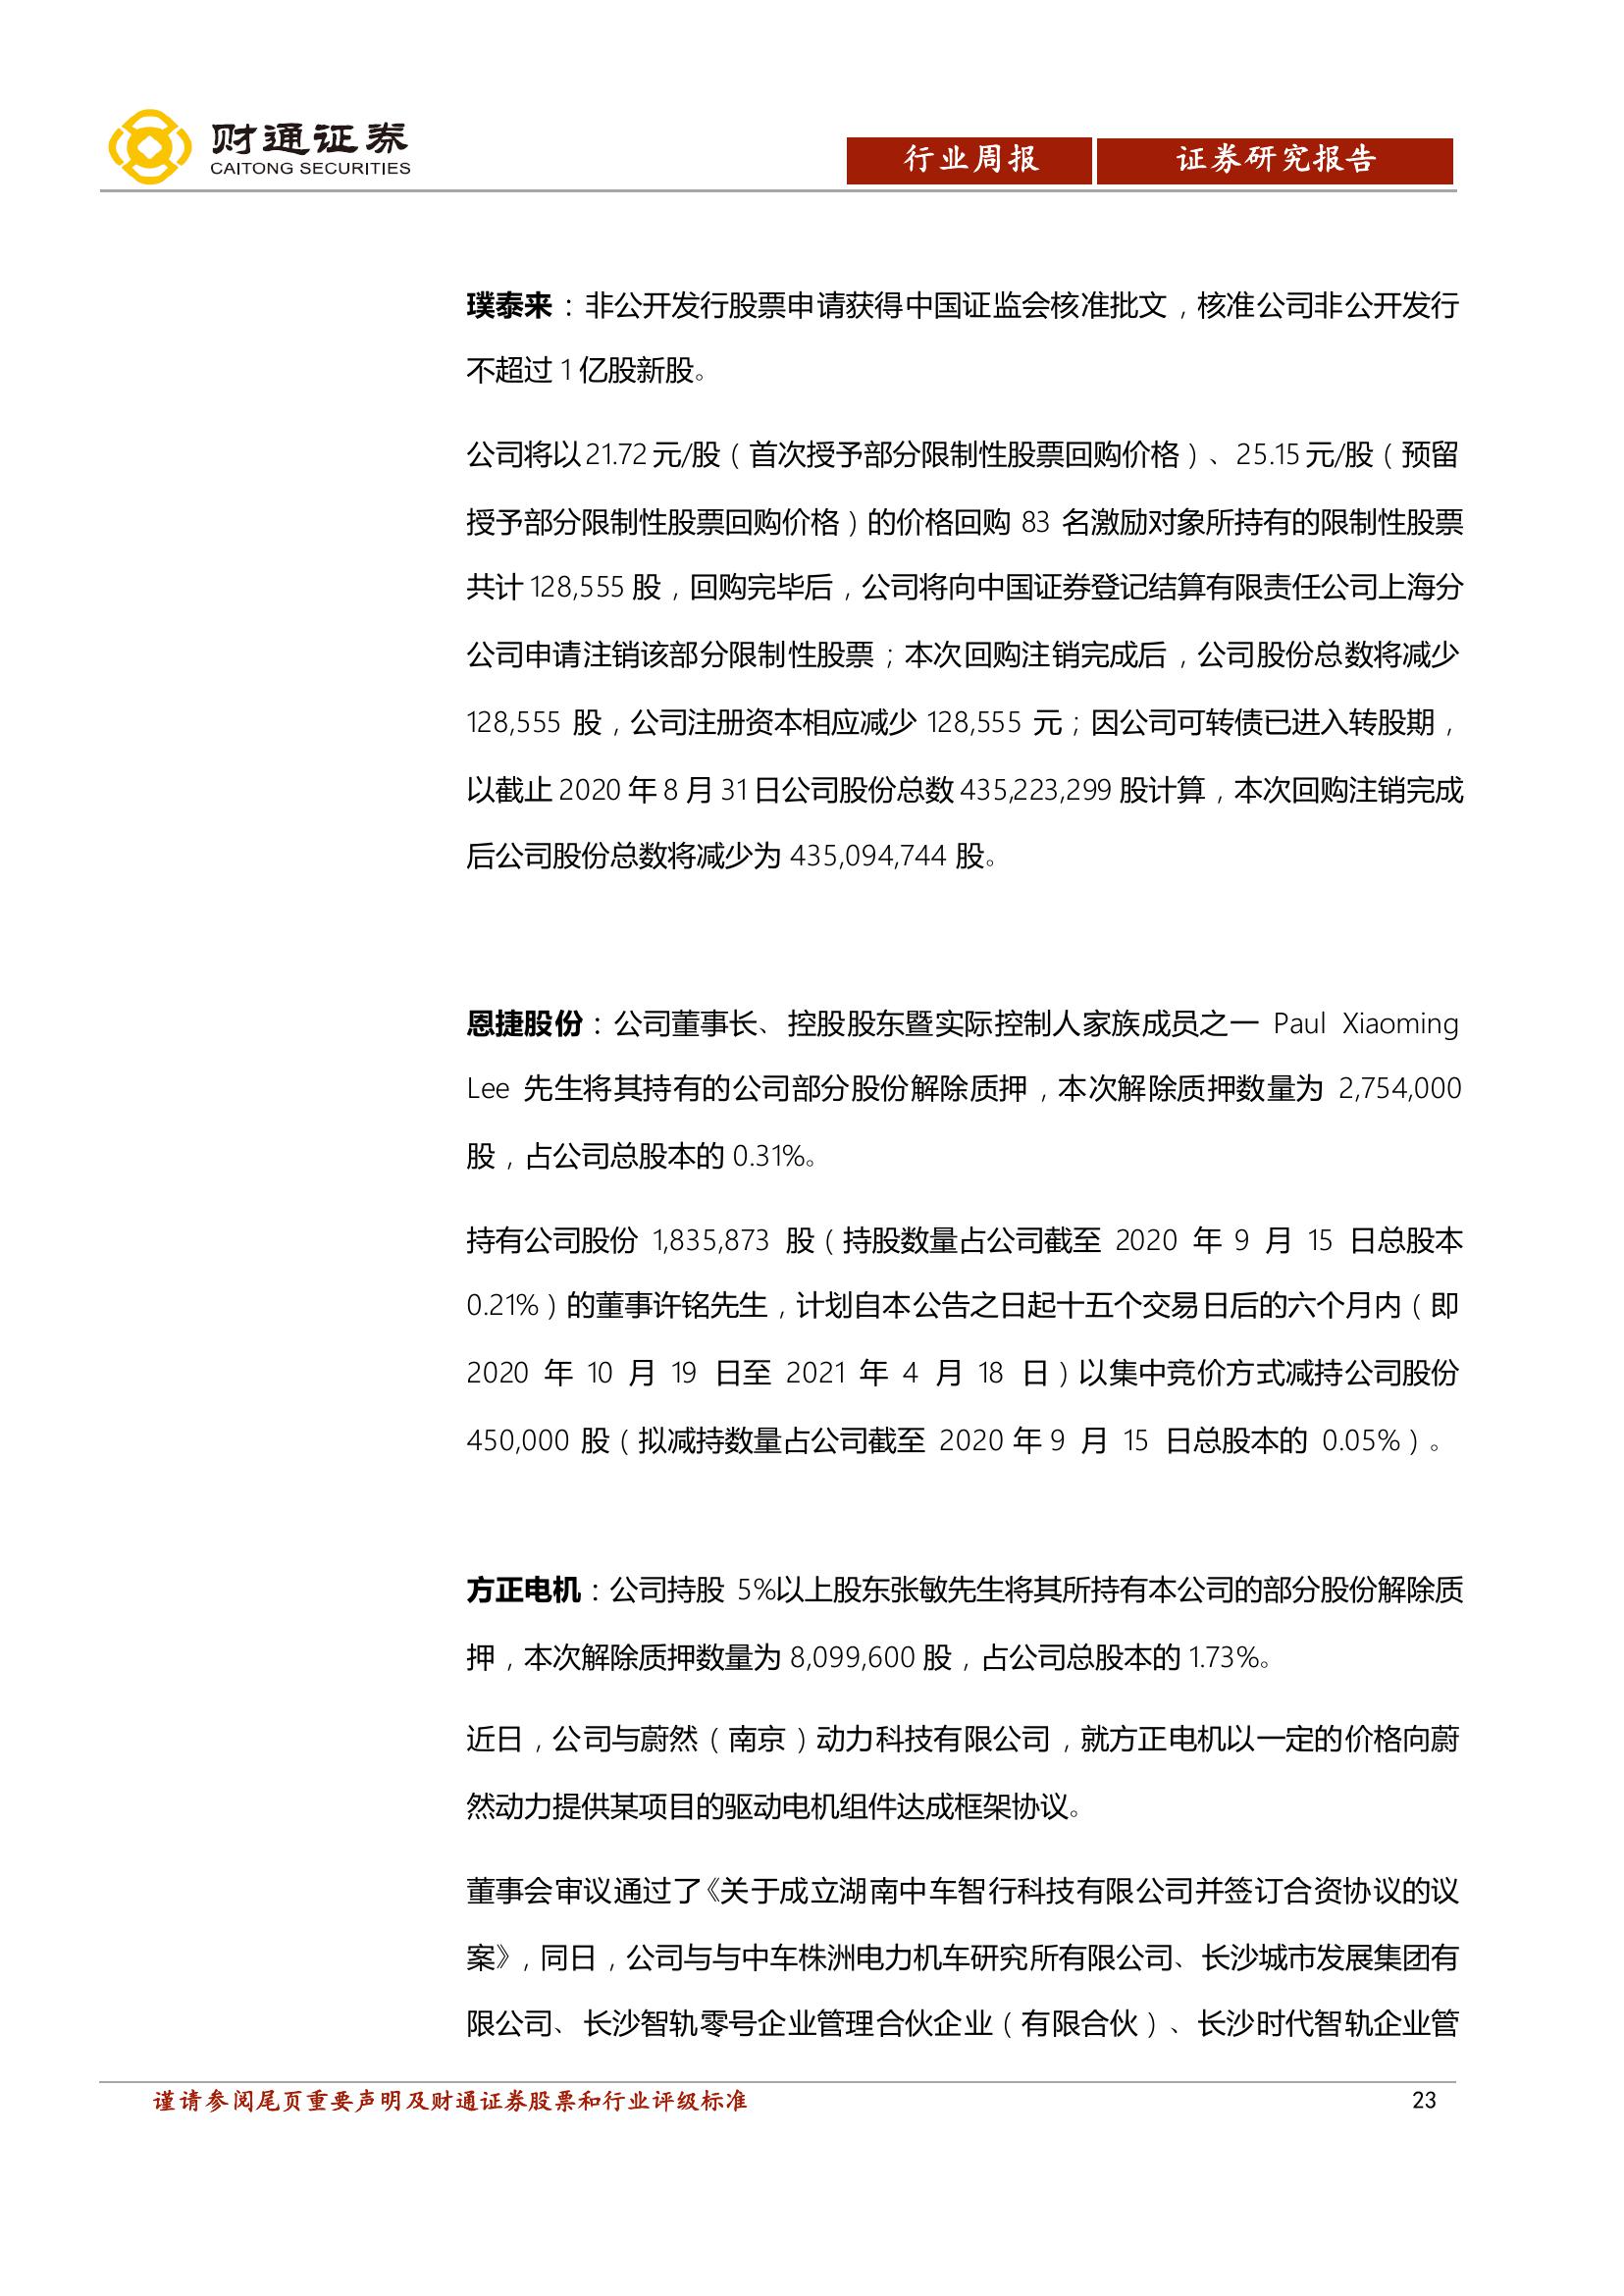 财通证券
CAITONG SECURITIES
行业周报
证券研究报告
璞泰来：非公开发行股票申请获得中国证监会核准批文，核准公司非公开发行
不超过 1 亿股新股。
公司将以 21.72 元/股（首次授予部分限制性股票回购价格）、25.15 元/股（预留
授予部分限制性股票回购价格）的价格回购 83 名激励对象所持有的限制性股票
共计 128,555 股，回购完毕后，公司将向中国证券登记结算有限责任公司上海分
公司申请注销该部分限制性股票；本次回购注销完成后，公司股份总数将减少
128,555 股，公司注册资本相应减少 128,555 元；因公司可转债已进入转股期，
以截止 2020 年 8 月 31 日公司股份总数 435,223,299 股计算，本次回购注销完成
后公司股份总数将减少为 435,094,744 股。
恩捷股份：公司董事长、控股股东暨实际控制人家族成员之一 Paul Xiaoming
Lee 先生将其持有的公司部分股份解除质押，本次解除质押数量为 2,754,000
股，占公司总股本的 0.31%。
持有公司股份 1,835,873 股（持股数量占公司截至 2020 年 9 月 15 日总股本
0.21%）的董事许铭先生，计划自本公告之日起十五个交易日后的六个月内（即
2020 年 10 月 19 日至 2021 年 4 月 18 日）以集中竞价方式减持公司股份
450,000 股（拟减持数量占公司截至 2020 年 9 月 15 日总股本的 0.05%）。
方正电机：公司持股 5%以上股东张敏先生将其所持有本公司的部分股份解除质
押，本次解除质押数量为 8,099,600 股，占公司总股本的 1.73%。
近日，公司与蔚然（南京）动力科技有限公司，就方正电机以一定的价格向蔚
然动力提供某项目的驱动电机组件达成框架协议。
董事会审议通过了《关于成立湖南中车智行科技有限公司并签订合资协议的议
案》，同日，公司与与中车株洲电力机车研究所有限公司、长沙城市发展集团有
限公司、长沙智轨零号企业管理合伙企业（有限合伙）、长沙时代智轨企业管
谨请参阅尾页重要声明及财通证券股票和行业评级标准
23